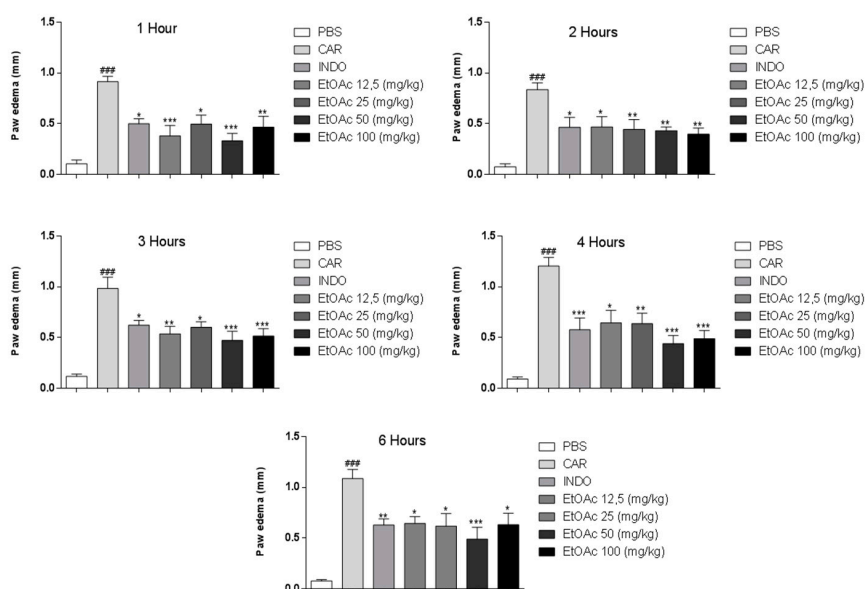 1 Hour
Paw edema (mm)
1.5
1.0
0.5
0.0
###
*
***
*
***
**
PBS
CAR
INDO
EtOAc 12,5 (mg/kg)
EtOAc 25 (mg/kg)
EtOAc 50 (mg/kg)
EtOAc 100 (mg/kg)
2 Hours
Paw edema (mm)
1.5
1.0
0.5
0.0
###
*
*
**
**
**
PBS
CAR
INDO
EtOAc 12,5 (mg/kg)
EtOAc 25 (mg/kg)
EtOAc 50 (mg/kg)
EtOAc 100 (mg/kg)
3 Hours
Paw edema (mm)
1.5
1.0
0.5
0.0
###
*
**
*
***
***
PBS
CAR
INDO
EtOAc 12,5 (mg/kg)
EtOAc 25 (mg/kg)
EtOAc 50 (mg/kg)
EtOAc 100 (mg/kg)
4 Hours
Paw edema (mm)
1.5
1.0
0.5
0.0
###
***
*
**
***
***
PBS
CAR
INDO
EtOAc 12,5 (mg/kg)
EtOAc 25 (mg/kg)
EtOAc 50 (mg/kg)
EtOAc 100 (mg/kg)
6 Hours
Paw edema (mm)
1.5
1.0
0.5
0.0
###
**
*
*
***
*
PBS
CAR
INDO
EtOAc 12,5 (mg/kg)
EtOAc 25 (mg/kg)
EtOAc 50 (mg/kg)
EtOAc 100 (mg/kg)